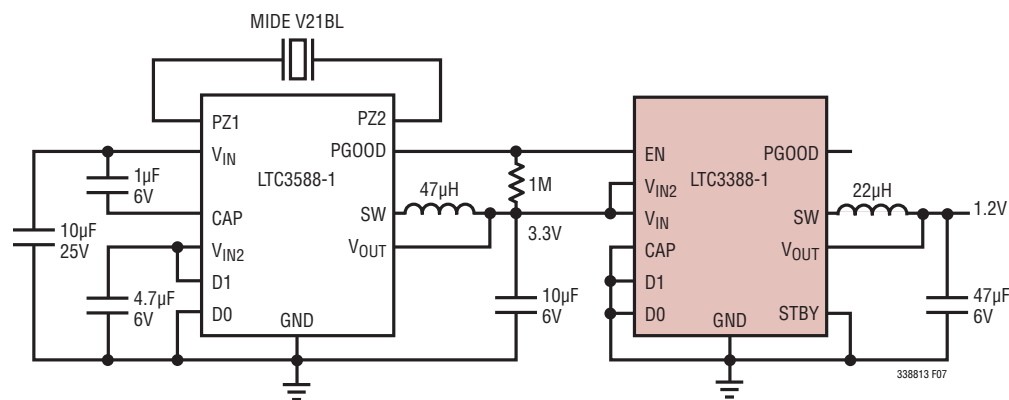 MIDE V21BL
PZ1
PZ2
VIN
PGOOD
LTC3588-1
1µF
6V
CAP
SW
47µH
1M
3.3V
10µF
25V
VIN2
VOUT
D1
4.7µF
6V
D0
GND
10µF
6V
EN
PGOOD
LTC3388-1
VIN2
VIN
22µH
SW
1.2V
CAP
VOUT
D1
D0
GND
STBY
47µF
6V
338813 F07